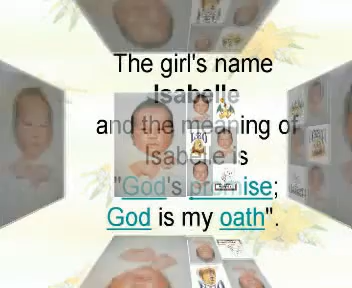 The girl's name
Isabelle
and the meaning of
Isabelle is
"God's promise;
God is my oath".